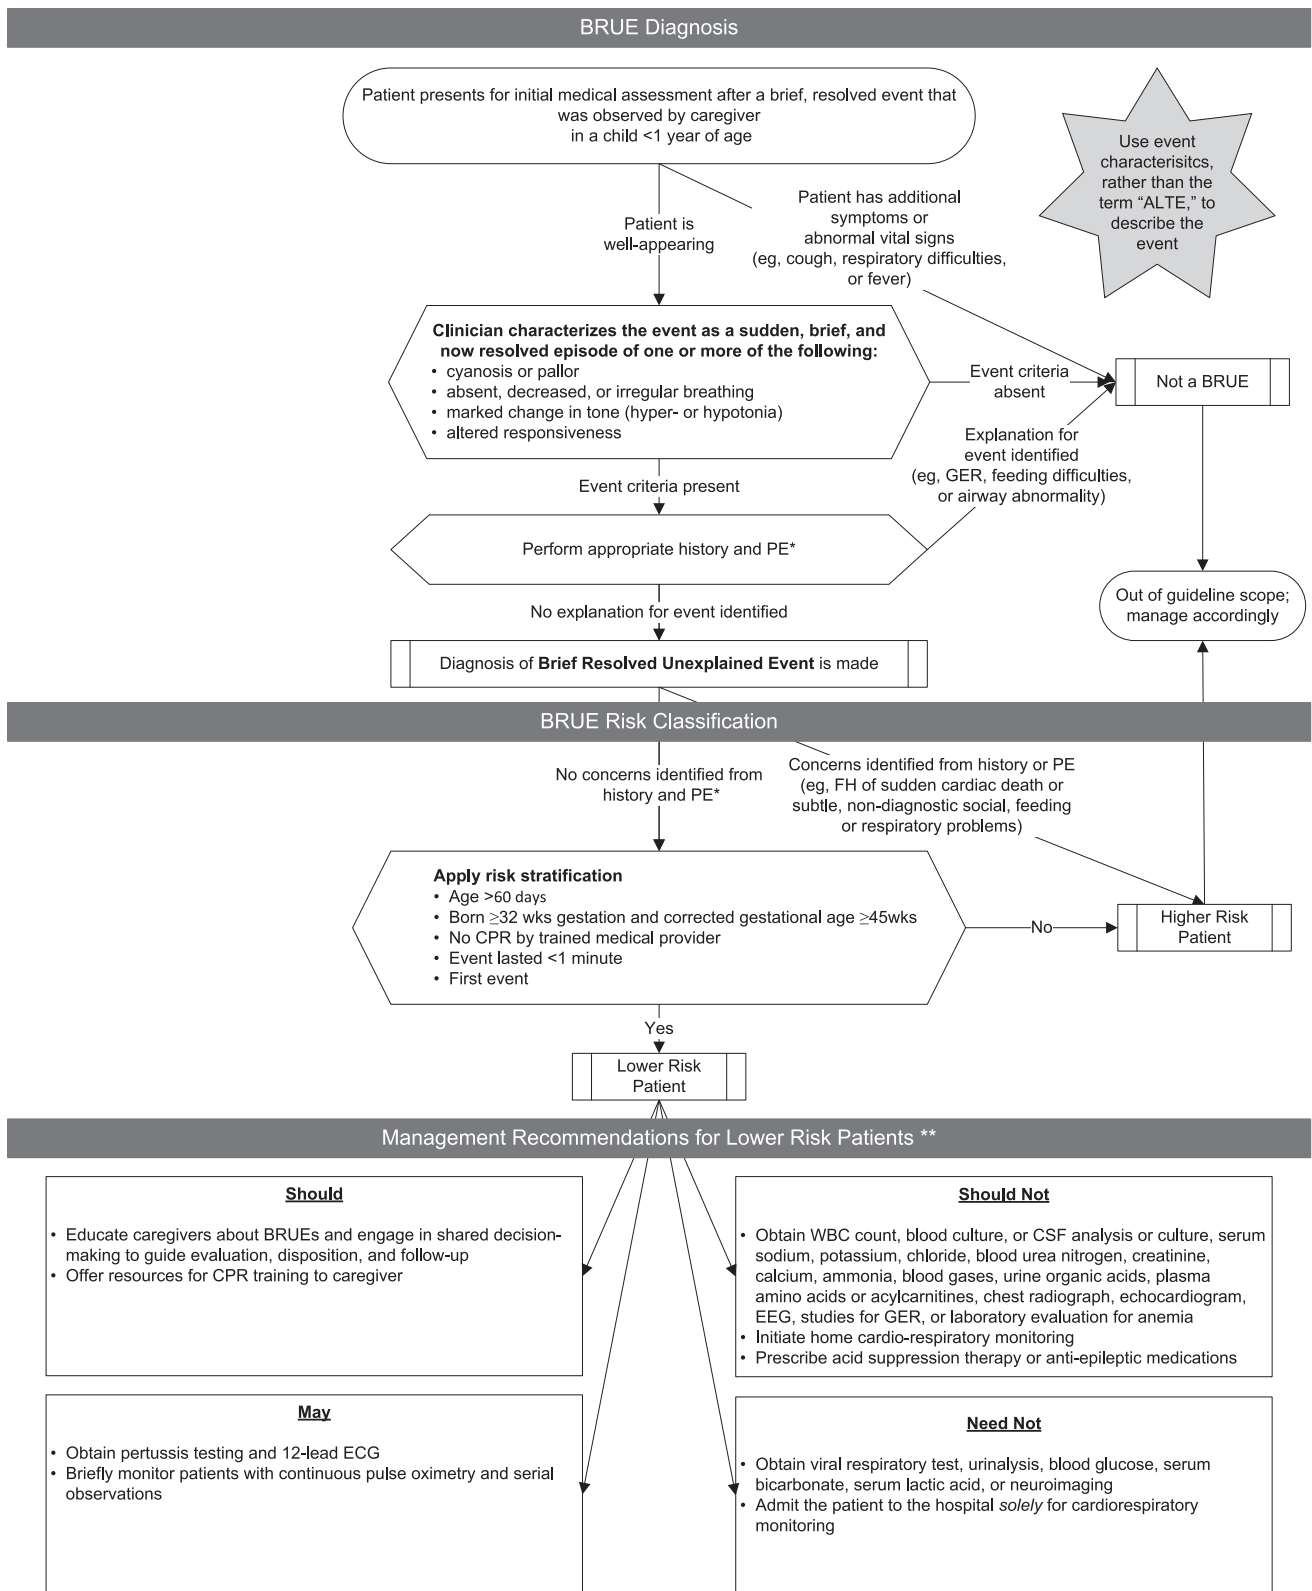 BRUE Diagnosis
Patient presents for initial medical assessment after a brief, resolved event that
was observed by caregiver
in a child <1 year of age
Use event
characterisitcs,
rather than the
term “ALTE,” to
describe the
event
Patient is
well-appearing
Patient has additional
symptoms or
abnormal vital signs
(eg, cough, respiratory difficulties,
or fever)
Clinician characterizes the event as a sudden, brief, and
now resolved episode of one or more of the following:
• cyanosis or pallor
• absent, decreased, or irregular breathing
• marked change in tone (hyper- or hypotonia)
• altered responsiveness
Event criteria
absent
Not a BRUE
Explanation for
event identified
(eg, GER, feeding difficulties,
or airway abnormality)
Event criteria present
Perform appropriate history and PE*
No explanation for event identified
Out of guideline scope;
manage accordingly
Diagnosis of Brief Resolved Unexplained Event is made
BRUE Risk Classification
No concerns identified from
history and PE*
Concerns identified from history or PE
(eg, FH of sudden cardiac death or
subtle, non-diagnostic social, feeding
or respiratory problems)
Apply risk stratification
• Age >60 days
• Born ≥32 wks gestation and corrected gestational age ≥45wks
• No CPR by trained medical provider
• Event lasted <1 minute
• First event
No
Higher Risk
Patient
Yes
Lower Risk
Patient
Management Recommendations for Lower Risk Patients **
Should
• Educate caregivers about BRUEs and engage in shared decision-
making to guide evaluation, disposition, and follow-up
• Offer resources for CPR training to caregiver
Should Not
• Obtain WBC count, blood culture, or CSF analysis or culture, serum
sodium, potassium, chloride, blood urea nitrogen, creatinine,
calcium, ammonia, blood gases, urine organic acids, plasma
amino acids or acylcarnitines, chest radiograph, echocardiogram,
EEG, studies for GER, or laboratory evaluation for anemia
• Initiate home cardio-respiratory monitoring
• Prescribe acid suppression therapy or anti-epileptic medications
May
• Obtain pertussis testing and 12-lead ECG
• Briefly monitor patients with continuous pulse oximetry and serial
observations
Need Not
• Obtain viral respiratory test, urinalysis, blood glucose, serum
bicarbonate, serum lactic acid, or neuroimaging
• Admit the patient to the hospital solely for cardiorespiratory
monitoring